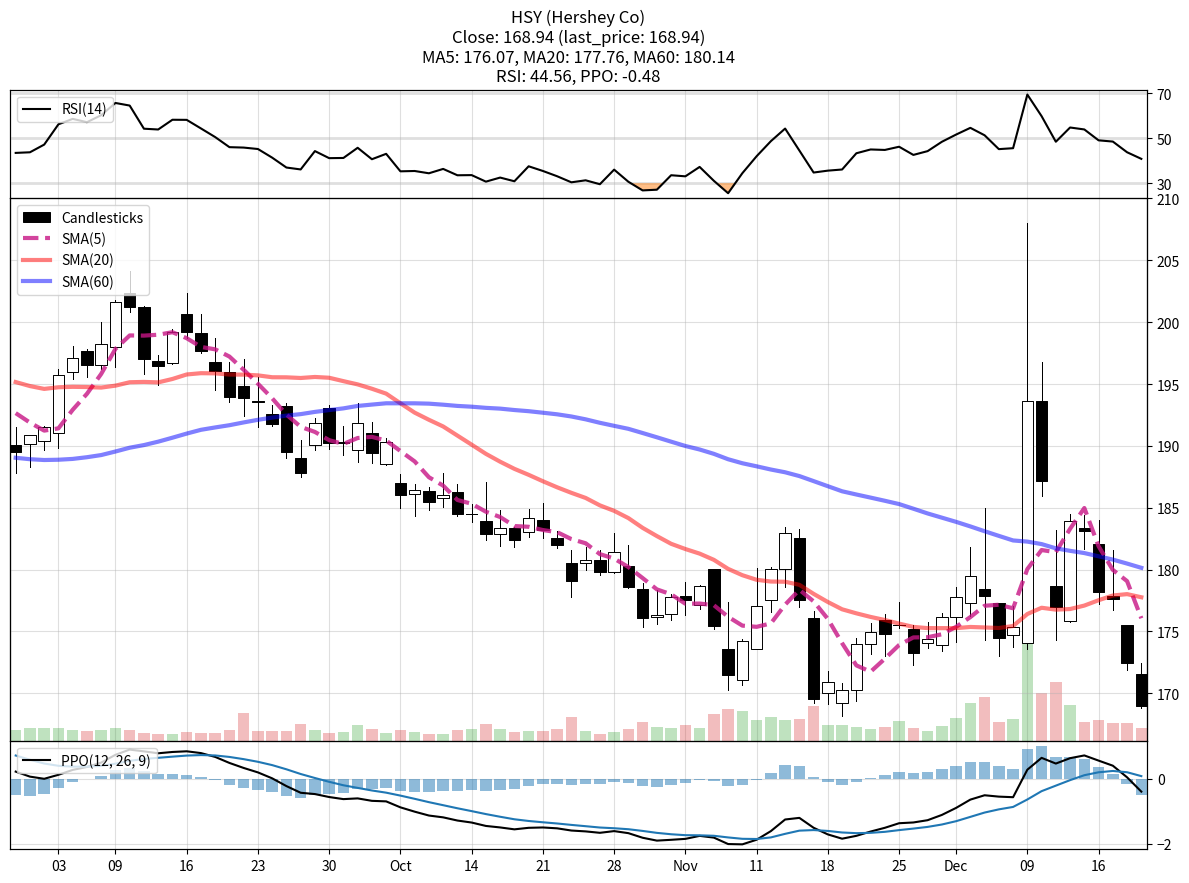 HSY (Hershey Co)
Close: 168.94 (last_price: 168.94)
MA5: 176.07, MA20: 177.76, MA60: 180.14
RSI: 44.56, PPO: -0.48
RSI(14)
70
50
30
210
Candlesticks
SMA(5)
SMA(20)
SMA(60)
205
200
195
190
185
180
175
170
PPO(12, 26, 9)
0
−2
03 09 16 23 30 Oct 14 21 28 Nov 11 18 25 Dec 09 16